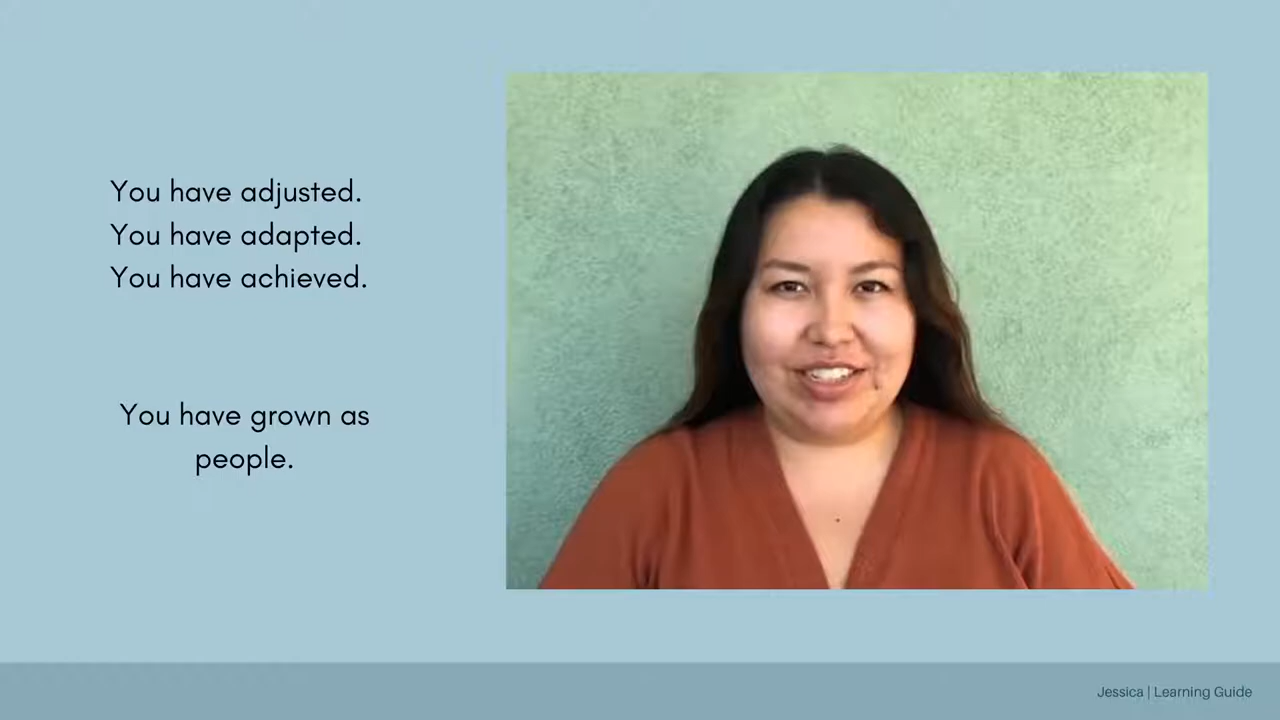 You have adjusted.
You have adapted.
You have achieved.
You have grown as
people.
Jessica | Learning Guide